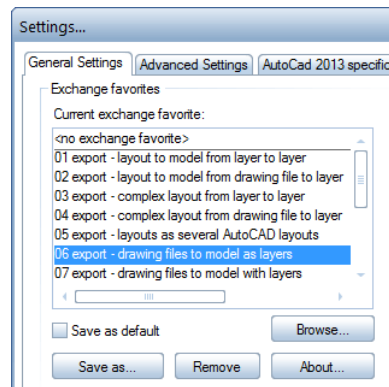 Settings...
General Settings Advanced Settings AutoCad 2013 specific
Exchange favorites
Current exchange favorite:
<no exchange favorite>
01 export - layout to model from layer to layer
02 export - layout to model from drawing file to layer
03 export - complex layout from layer to layer
04 export - complex layout from drawing file to layer
05 export - layouts as several AutoCAD layouts
06 export - drawing files to model as layers
07 export - drawing files to model with layers
Save as default Browse...
Save as... Remove About...